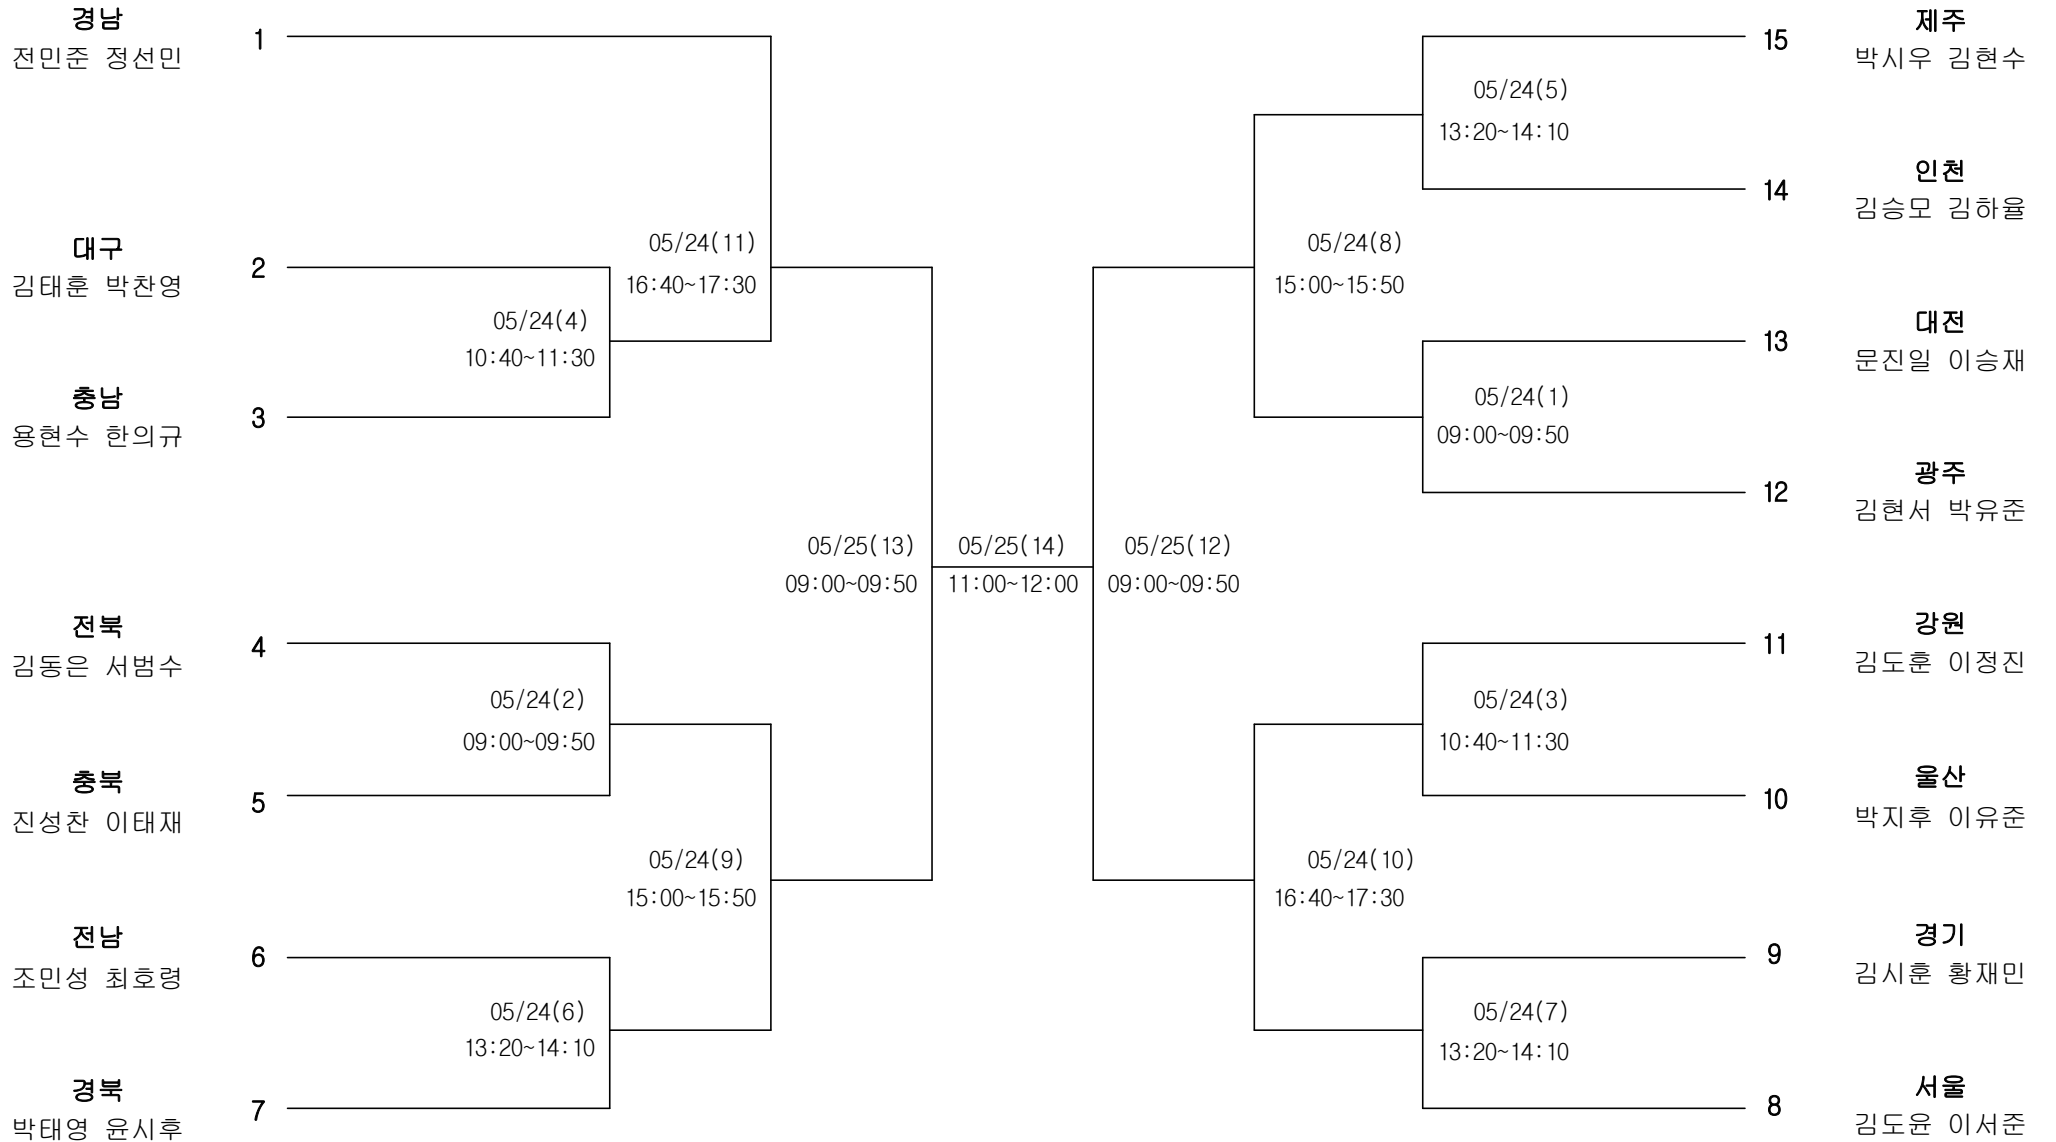 경남
전민준 정선민
1
대구
김태훈 박찬영
2
충남
용현수 한의규
3
전북
김동은 서범수
4
충북
진성찬 이태재
5
전남
조민성 최호령
6
경북
박태영 윤시후
7
05/24(4)
10:40~11:30
05/24(2)
09:00~09:50
05/24(6)
13:20~14:10
05/24(11)
16:40~17:30
05/24(9)
15:00~15:50
05/25(13)
09:00~09:50
05/25(14)
11:00~12:00
05/25(12)
09:00~09:50
05/24(8)
15:00~15:50
05/24(10)
16:40~17:30
05/24(5)
13:20~14:10
05/24(1)
09:00~09:50
05/24(3)
10:40~11:30
05/24(7)
13:20~14:10
15
제주
박시우 김현수
14
인천
김승모 김하율
13
대전
문진일 이승재
12
광주
김현서 박유준
11
강원
김도훈 이정진
10
울산
박지후 이유준
9
경기
김시훈 황재민
8
서울
김도윤 이서준